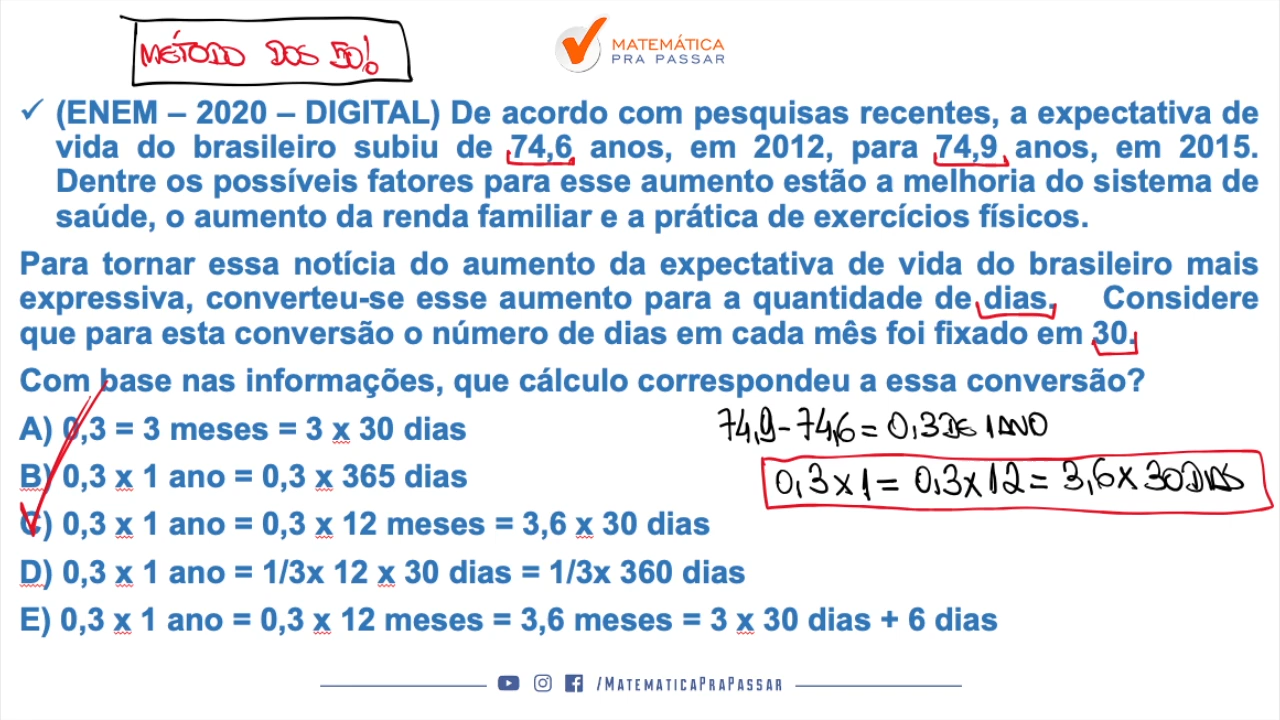 MÉTODO DOS 50!
MATEMÁTICA
PRA PASSAR
✓ (ENEM – 2020 – DIGITAL) De acordo com pesquisas recentes, a expectativa de
vida do brasileiro subiu de 74,6 anos, em 2012, para 74,9 anos, em 2015.
Dentre os possíveis fatores para esse aumento estão a melhoria do sistema de
saúde, o aumento da renda familiar e a prática de exercícios físicos.
Para tornar essa notícia do aumento da expectativa de vida do brasileiro mais
expressiva, converteu-se esse aumento para a quantidade de dias. Considere
que para esta conversão o número de dias em cada mês foi fixado em 30.
Com base nas informações, que cálculo correspondeu a essa conversão?
A) 0,3 = 3 meses = 3 x 30 dias
74,9-74,6 = 0,3 DE 1 ANO
B) 0,3 x 1 ano = 0,3 x 365 dias
0,3 x 1 = 0,3 x 12 = 3,6 x 30 DIAS
C) 0,3 x 1 ano = 0,3 x 12 meses = 3,6 x 30 dias
D) 0,3 x 1 ano = 1/3x 12 x 30 dias = 1/3x 360 dias
E) 0,3 x 1 ano = 0,3 x 12 meses = 3,6 meses = 3 x 30 dias + 6 dias
/MATEMATICAPRAPASSAR